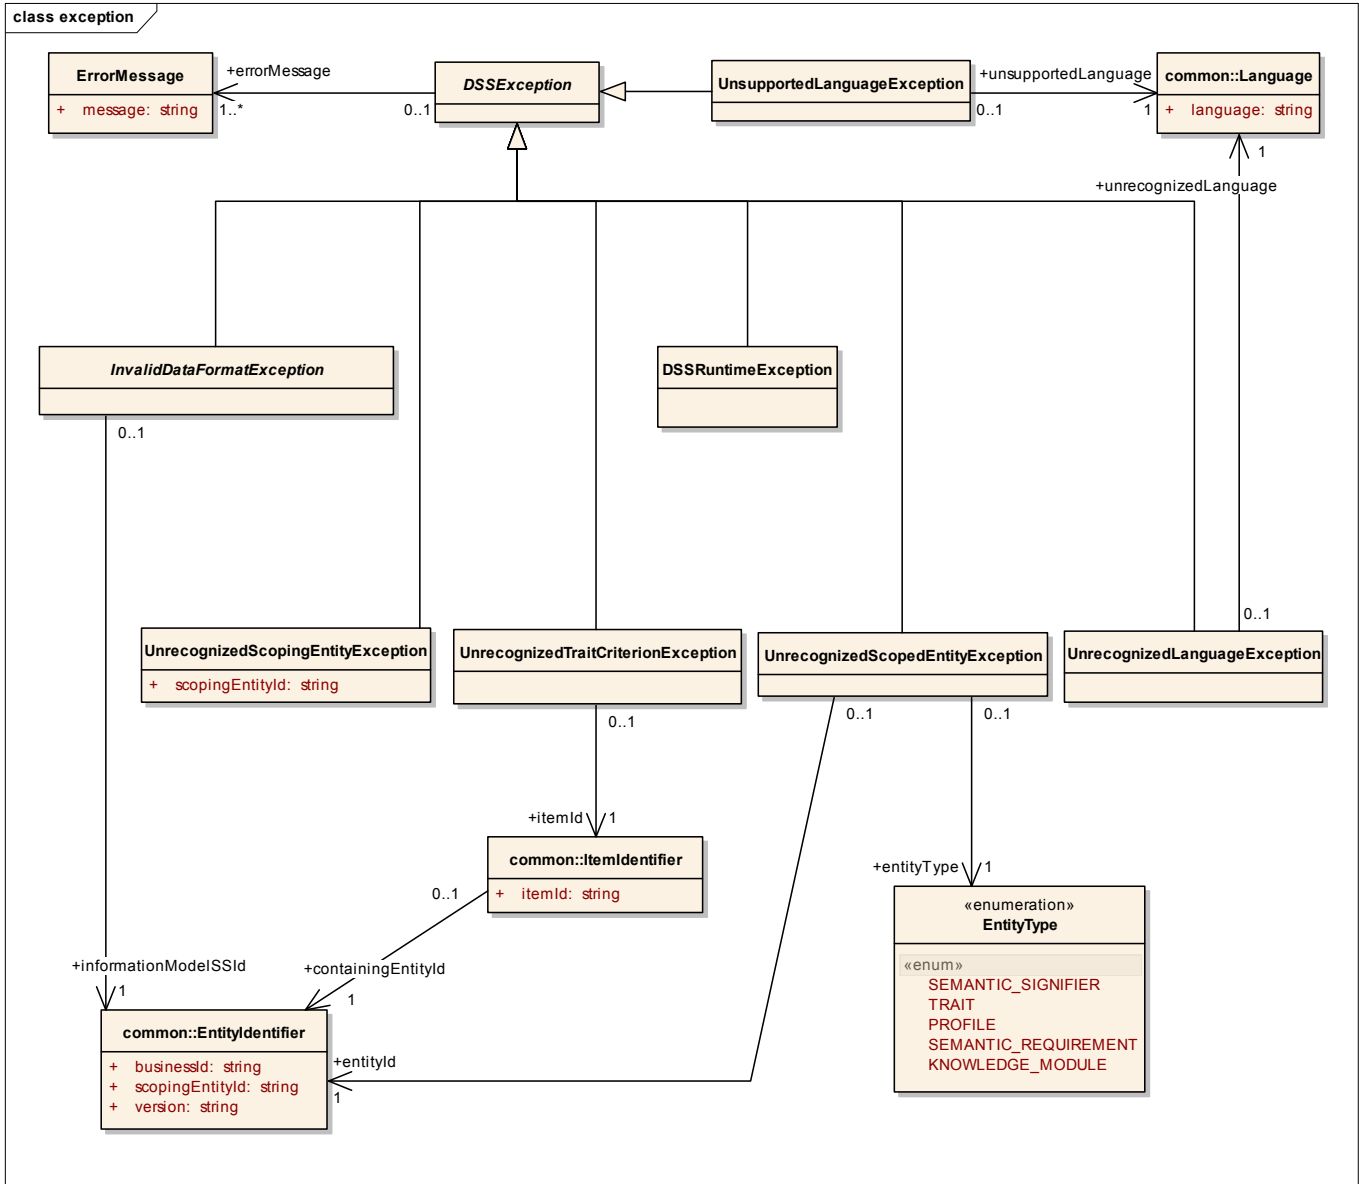 class exception
ErrorMessage
+ message: string
+errorMessage
1..*
0..1
DSSException
UnsupportedLanguageException
+unsupportedLanguage
0..1
1
common::Language
+ language: string
1
+unrecognizedLanguage
InvalidDataFormatException
0..1
DSSRuntimeException
0..1
UnrecognizedScopingEntityException
+ scopingEntityId: string
UnrecognizedTraitCriterionException
0..1
UnrecognizedScopedEntityException
0..1
0..1
UnrecognizedLanguageException
+itemId
1
common::ItemIdentifier
+ itemId: string
0..1
+entityType
1
«enumeration»
EntityType
«enum»
SEMANTIC_SIGNIFIER
TRAIT
PROFILE
SEMANTIC_REQUIREMENT
KNOWLEDGE_MODULE
+informationModelSSId
1
+containingEntityId
1
common::EntityIdentifier
+ businessId: string
+ scopingEntityId: string
+ version: string
+entityId
1